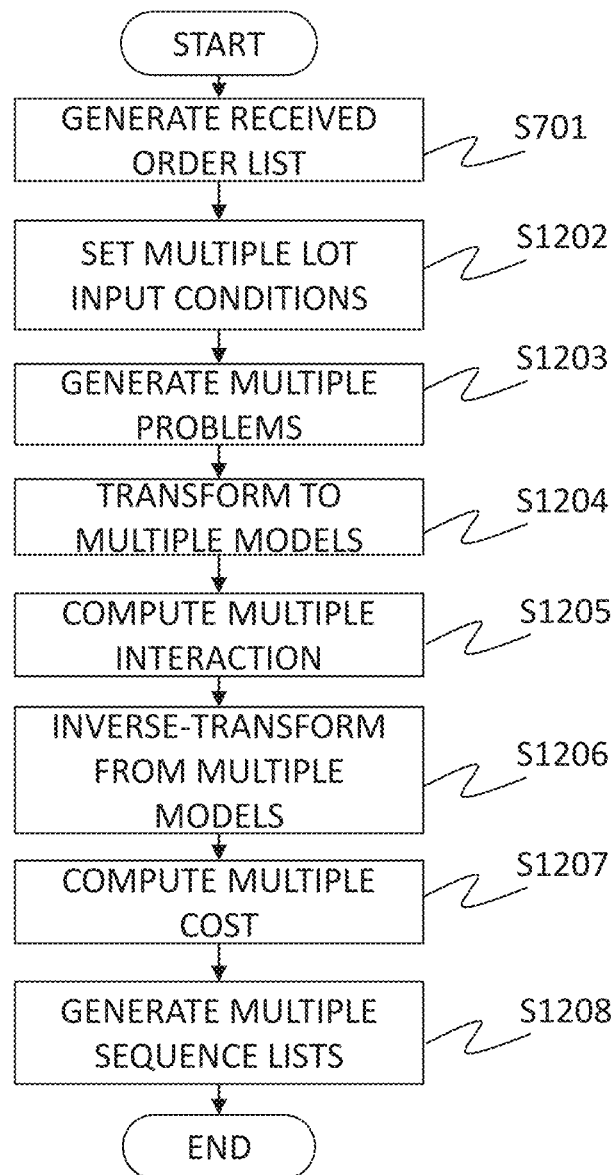 START
GENERATE RECEIVED
ORDER LIST
S701
SET MULTIPLE LOT
INPUT CONDITIONS
S1202
GENERATE MULTIPLE
PROBLEMS
S1203
TRANSFORM TO
MULTIPLE MODELS
S1204
COMPUTE MULTIPLE
INTERACTION
S1205
INVERSE-TRANSFORM
FROM MULTIPLE
MODELS
S1206
COMPUTE MULTIPLE
COST
S1207
GENERATE MULTIPLE
SEQUENCE LISTS
S1208
END